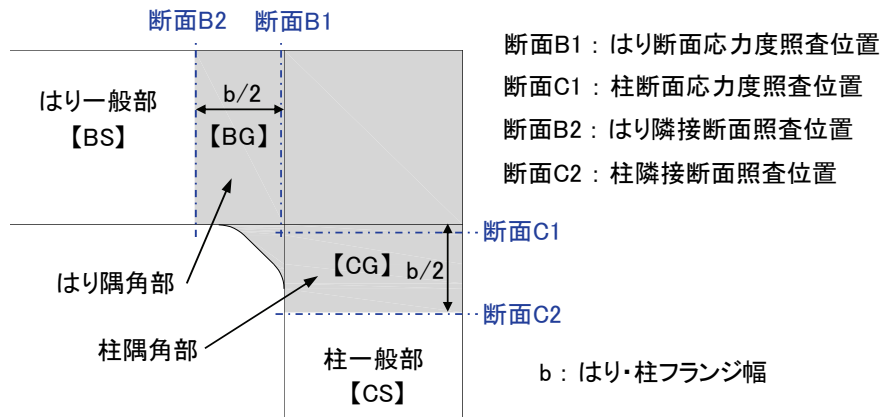 断面B2 断面B1
断面B1：はり断面応力度照査位置
はり一般部
【BS】
b/2
【BG】
断面C1：柱断面応力度照査位置
断面B2：はり隣接断面照査位置
断面C2：柱隣接断面照査位置
断面C1
【CG】 b/2
はり隅角部
断面C2
柱隅角部
柱一般部
【CS】
b：はり・柱フランジ幅